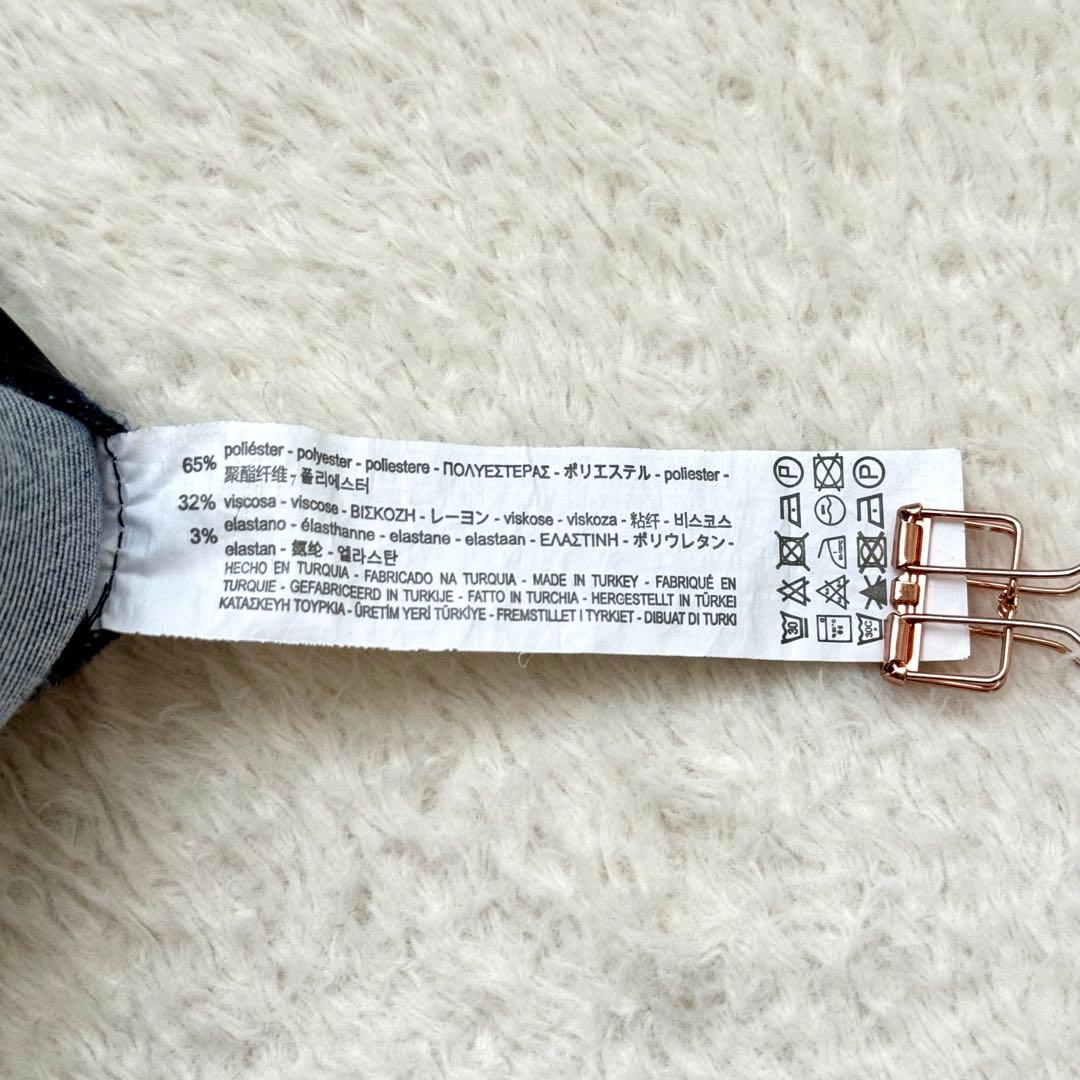 65% poliéster - polyester - poliestere - ΠΟΛΥΕΣΤΕΡΑΣ - ポリエステル - poliester -
聚酯纤维 폴리에스터
32% viscosa - viscose - ΒΙΣΚΟΖΗ - レーヨン - viskose - viskoza - 粘纤 - 비스코스
3% elastano - élasthanne - elastane - elastaan - ΕΛΑΣΤΙΝΗ - ポリウレタン -
elastan - 氨纶 - 엘라스탄
HECHO EN TURQUIA - FABRICADO NA TURQUIA - MADE IN TURKEY - FABRIQUÉ EN
TURQUIE - GEFABRICEERD IN TURKIJE - FATTO IN TURCHIA - HERGESTELLT IN TÜRKEI
ΚΑΤΑΣΚΕΥΗ ΤΟΥΡΚΙΑ - ÜRETİM YERİ TÜRKİYE - FREMSTILLET I TYRKIET - DIBUAT DI TURKI
P P
30 30C